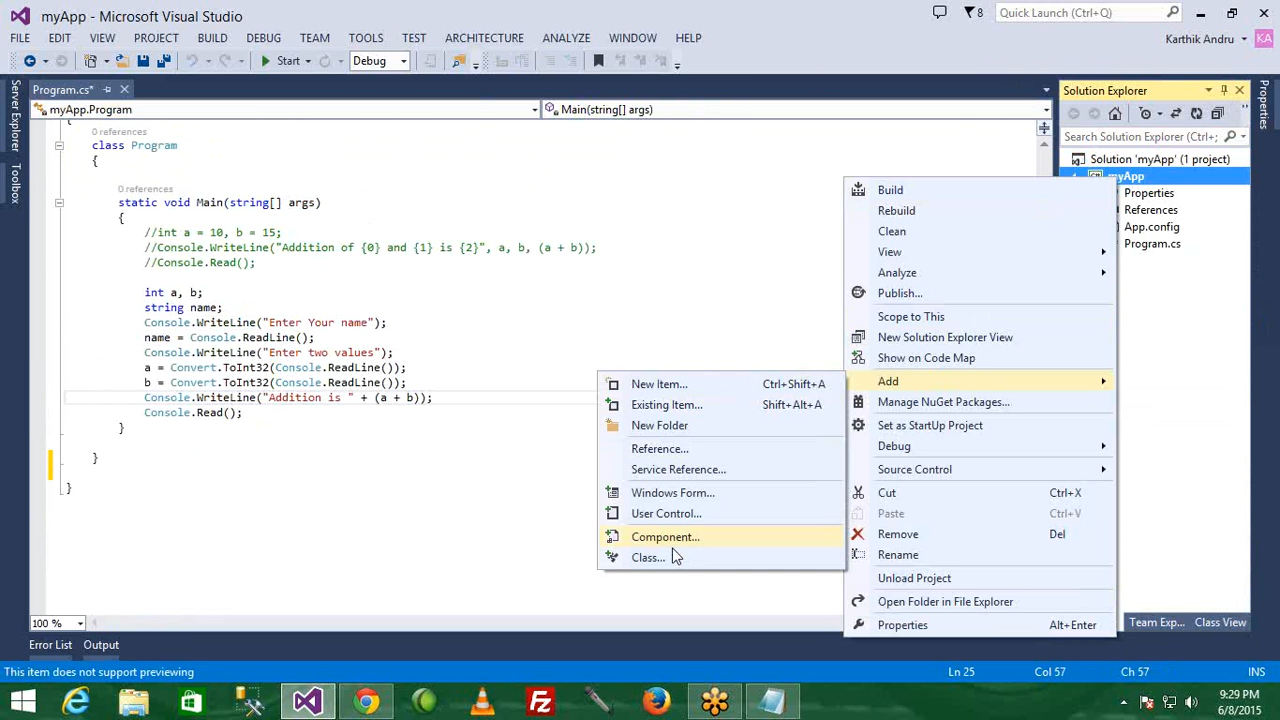 myApp - Microsoft Visual Studio
8
Quick Launch (Ctrl+Q)
FILE EDIT VIEW PROJECT BUILD DEBUG TEAM TOOLS TEST ARCHITECTURE ANALYZE WINDOW HELP
Karthik Andru
KA
Start
Debug
Server Explorer
Toolbox
Program.cs*
myApp.Program
Main(string[] args)
{
0 references
class Program
{
0 references
static void Main(string[] args)
{
//int a = 10, b = 15;
//Console.WriteLine("Addition of {0} and {1} is {2}", a, b, (a + b));
//Console.Read();
int a, b;
string name;
Console.WriteLine("Enter Your name");
name = Console.ReadLine();
Console.WriteLine("Enter two values");
a = Convert.ToInt32(Console.ReadLine());
b = Convert.ToInt32(Console.ReadLine());
Console.WriteLine("Addition is " + (a + b));
Console.Read();
}
}
}
100 %
New Item... Ctrl+Shift+A
Existing Item... Shift+Alt+A
New Folder
Reference...
Service Reference...
Windows Form...
User Control...
Component...
Class...
Build
Rebuild
Clean
View
Analyze
Publish...
Scope to This
New Solution Explorer View
Show on Code Map
Add
Manage NuGet Packages...
Set as StartUp Project
Debug
Source Control
Cut Ctrl+X
Paste Ctrl+V
Remove Del
Rename
Unload Project
Open Folder in File Explorer
Properties Alt+Enter
Solution Explorer
Search Solution Explorer (Ctrl+;
Solution 'myApp' (1 project)
C# myApp
Properties
References
App.config
Program.cs
Team Exp... Class View
Properties
Error List Output
This item does not support previewing
Ln 25 Col 57 Ch 57 INS
9:29 PM
6/8/2015